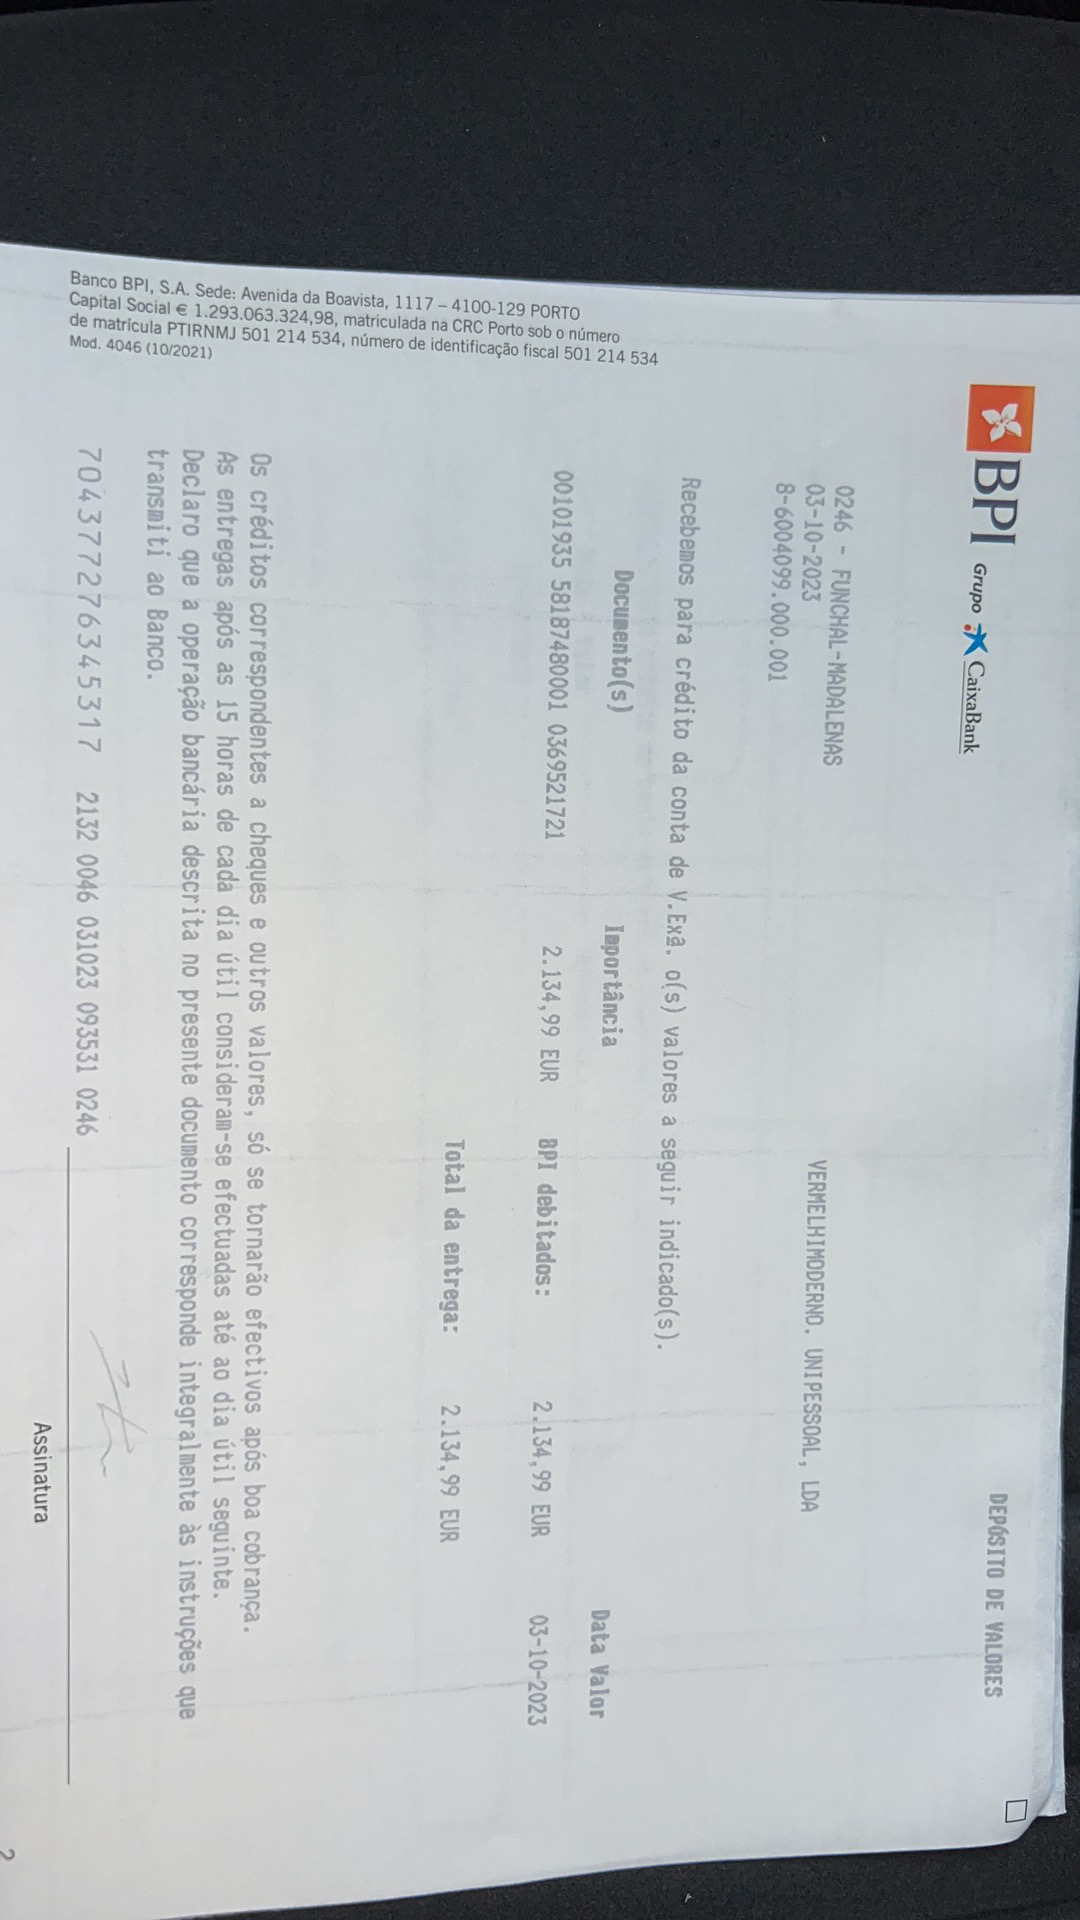 BPI Grupo CaixaBank
DEPÓSITO DE VALORES
0246 - FUNCHAL-MADALENAS
03-10-2023
8-6004099.000.001
VERMELHIMODERNO, UNIPESSOAL, LDA
Recebemos para crédito da conta de V.Exª. o(s) valores a seguir indicado(s).
Documento(s) Importância Data Valor
00101935 58187480001 0369521721 2.134,99 EUR BPI debitados: 2.134,99 EUR 03-10-2023
Total da entrega: 2.134,99 EUR
Os créditos correspondentes a cheques e outros valores, só se tornarão efectivos após boa cobrança.
As entregas após as 15 horas de cada dia útil consideram-se efectuadas até ao dia útil seguinte.
Declaro que a operação bancária descrita no presente documento corresponde integralmente às instruções que
transmiti ao Banco.
704377276345317 2132 0046 031023 093531 0246
Assinatura
Banco BPI, S.A. Sede: Avenida da Boavista, 1117 – 4100-129 PORTO
Capital Social € 1.293.063.324,98, matriculada na CRC Porto sob o número
de matrícula PTIRNMJ 501 214 534, número de identificação fiscal 501 214 534
Mod. 4046 (10/2021)
2